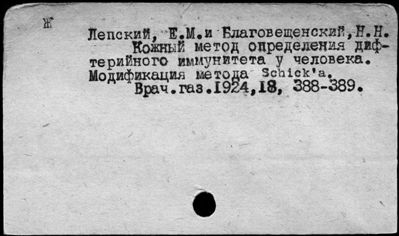 Ж
Лепский, Е.М.и Благовещенский,Н.Н.
Кожный метод определения диф-
терийного иммунитета у человека.
Модификация метода Schick'a.
Врач.газ.1924,18, 388-389.